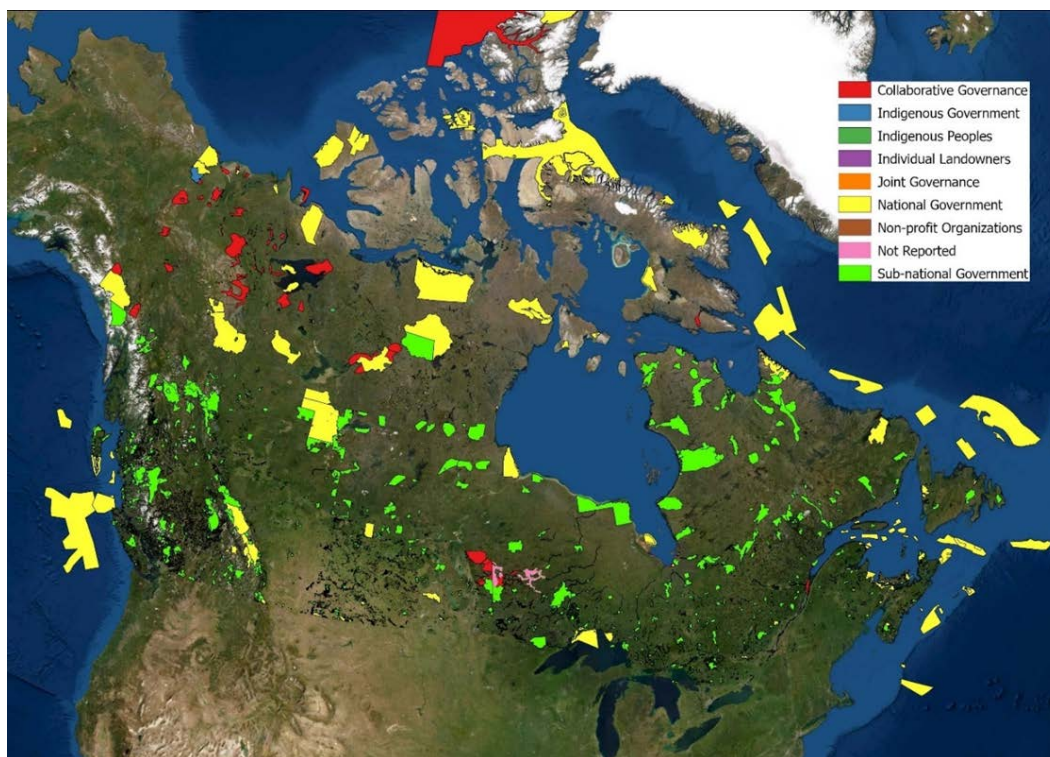 Collaborative Governance
Indigenous Government
Indigenous Peoples
Individual Landowners
Joint Governance
National Government
Non-profit Organizations
Not Reported
Sub-national Government